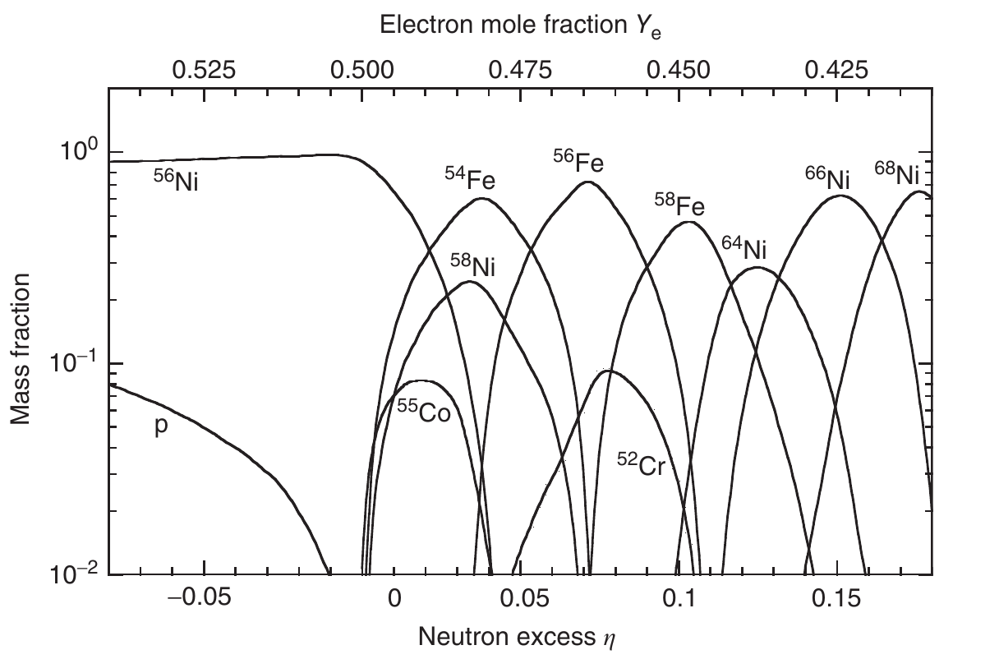 Electron mole fraction Yₑ
0.525 0.500 0.475 0.450 0.425
10⁰
⁵⁶Ni
⁵⁴Fe
⁵⁶Fe
⁵⁸Fe
⁶⁶Ni
⁶⁸Ni
⁶⁴Ni
⁵⁸Ni
10⁻¹
⁵⁵Co
p
⁵²Cr
10⁻²
Mass fraction
−0.05 0 0.05 0.1 0.15
Neutron excess η